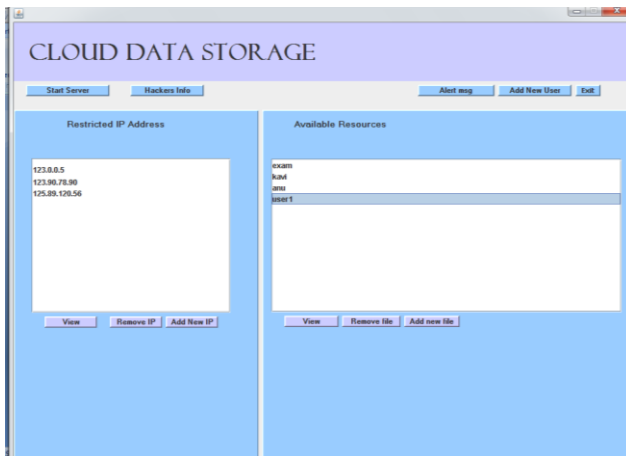 CLOUD DATA STORAGE
Start Server Hackers Info Alert msg Add New User Exit
Restricted IP Address
123.0.0.5
123.90.78.90
125.89.120.56
View Remove IP Add New IP
Available Resources
exam
kavi
anu
user1
View Remove file Add new file